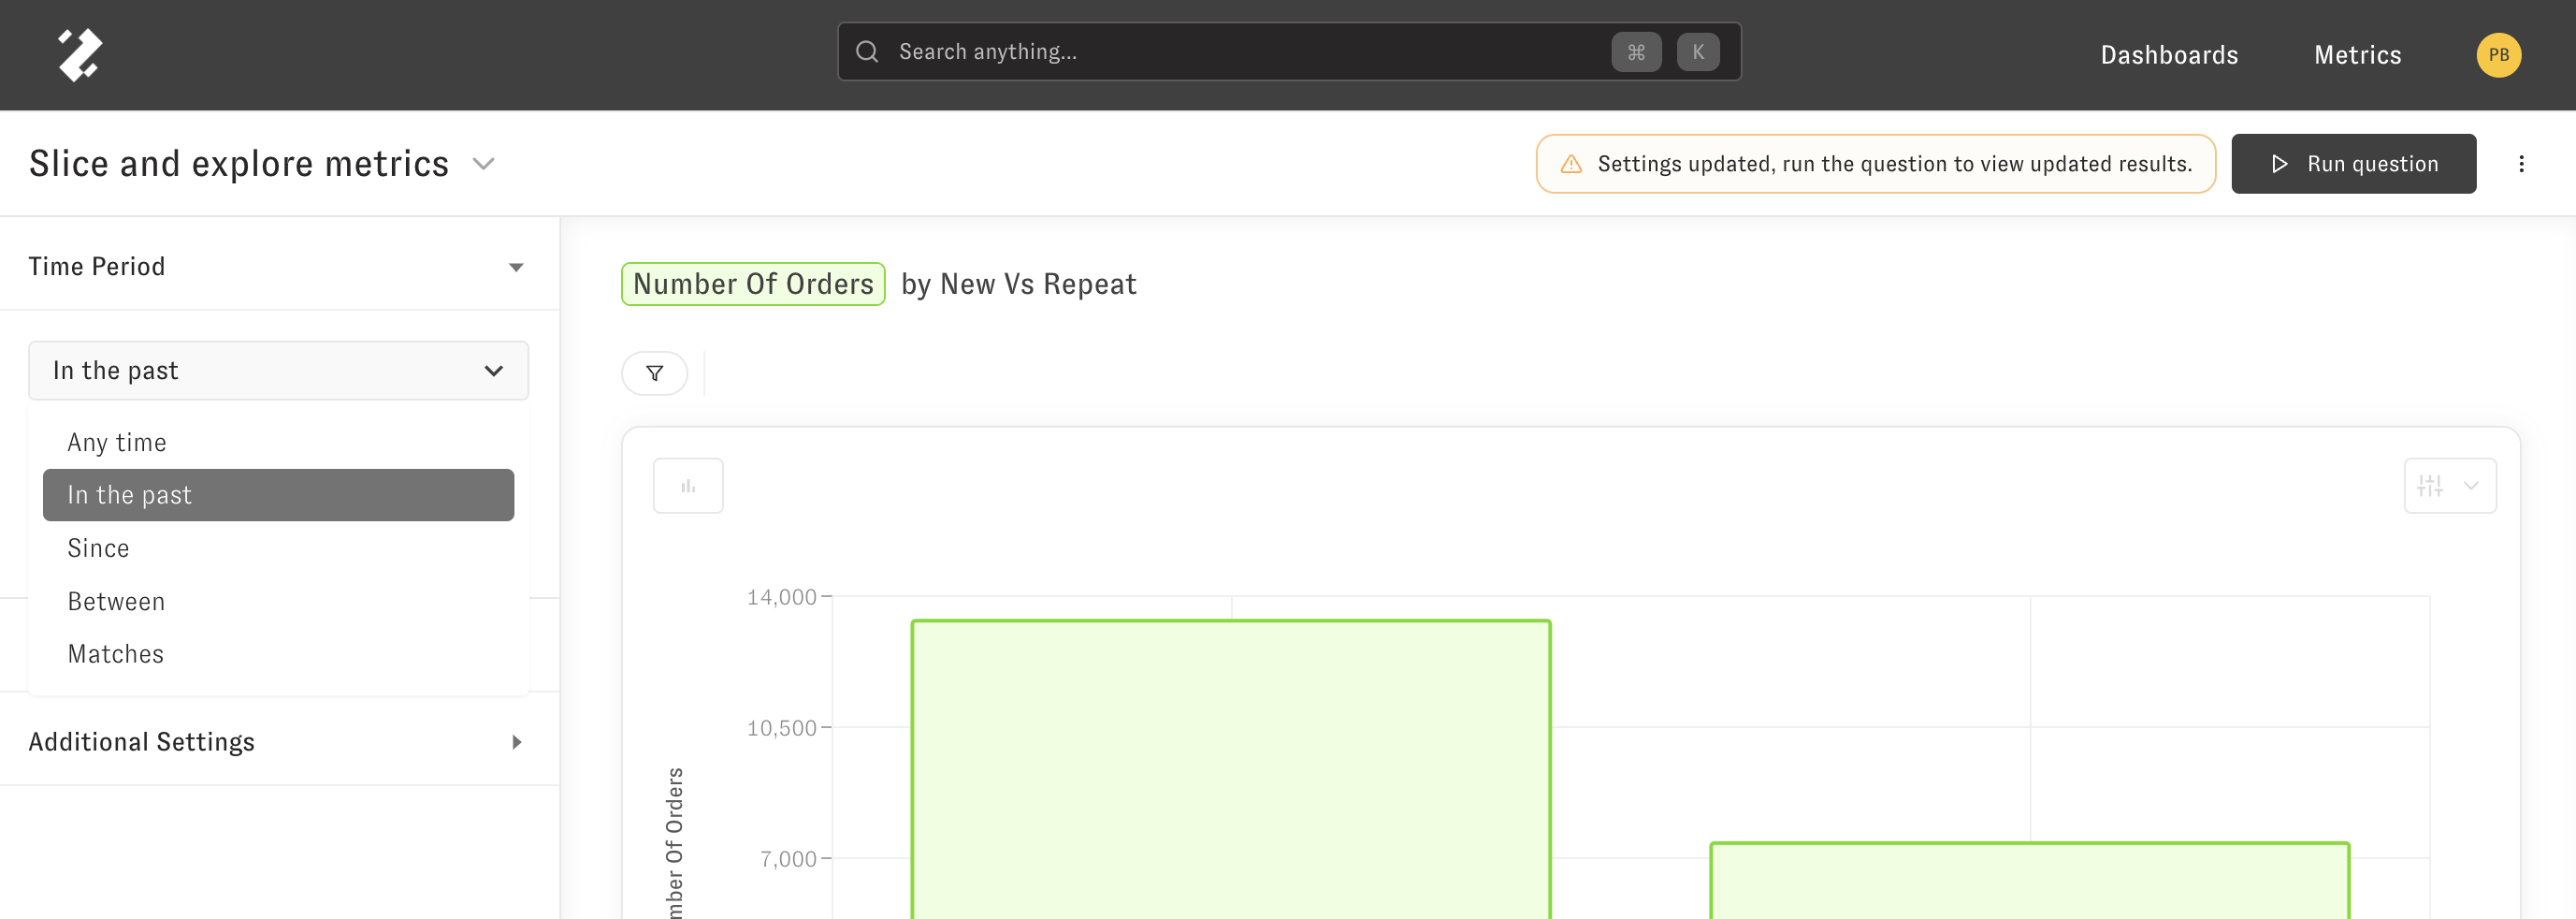 Search anything...
⌘
K
Dashboards
Metrics
PB
Slice and explore metrics
Settings updated, run the question to view updated results.
Run question
Time Period
In the past
Any time
In the past
Since
Between
Matches
Additional Settings
Number Of Orders by New Vs Repeat
14,000
10,500
7,000
Of Orders